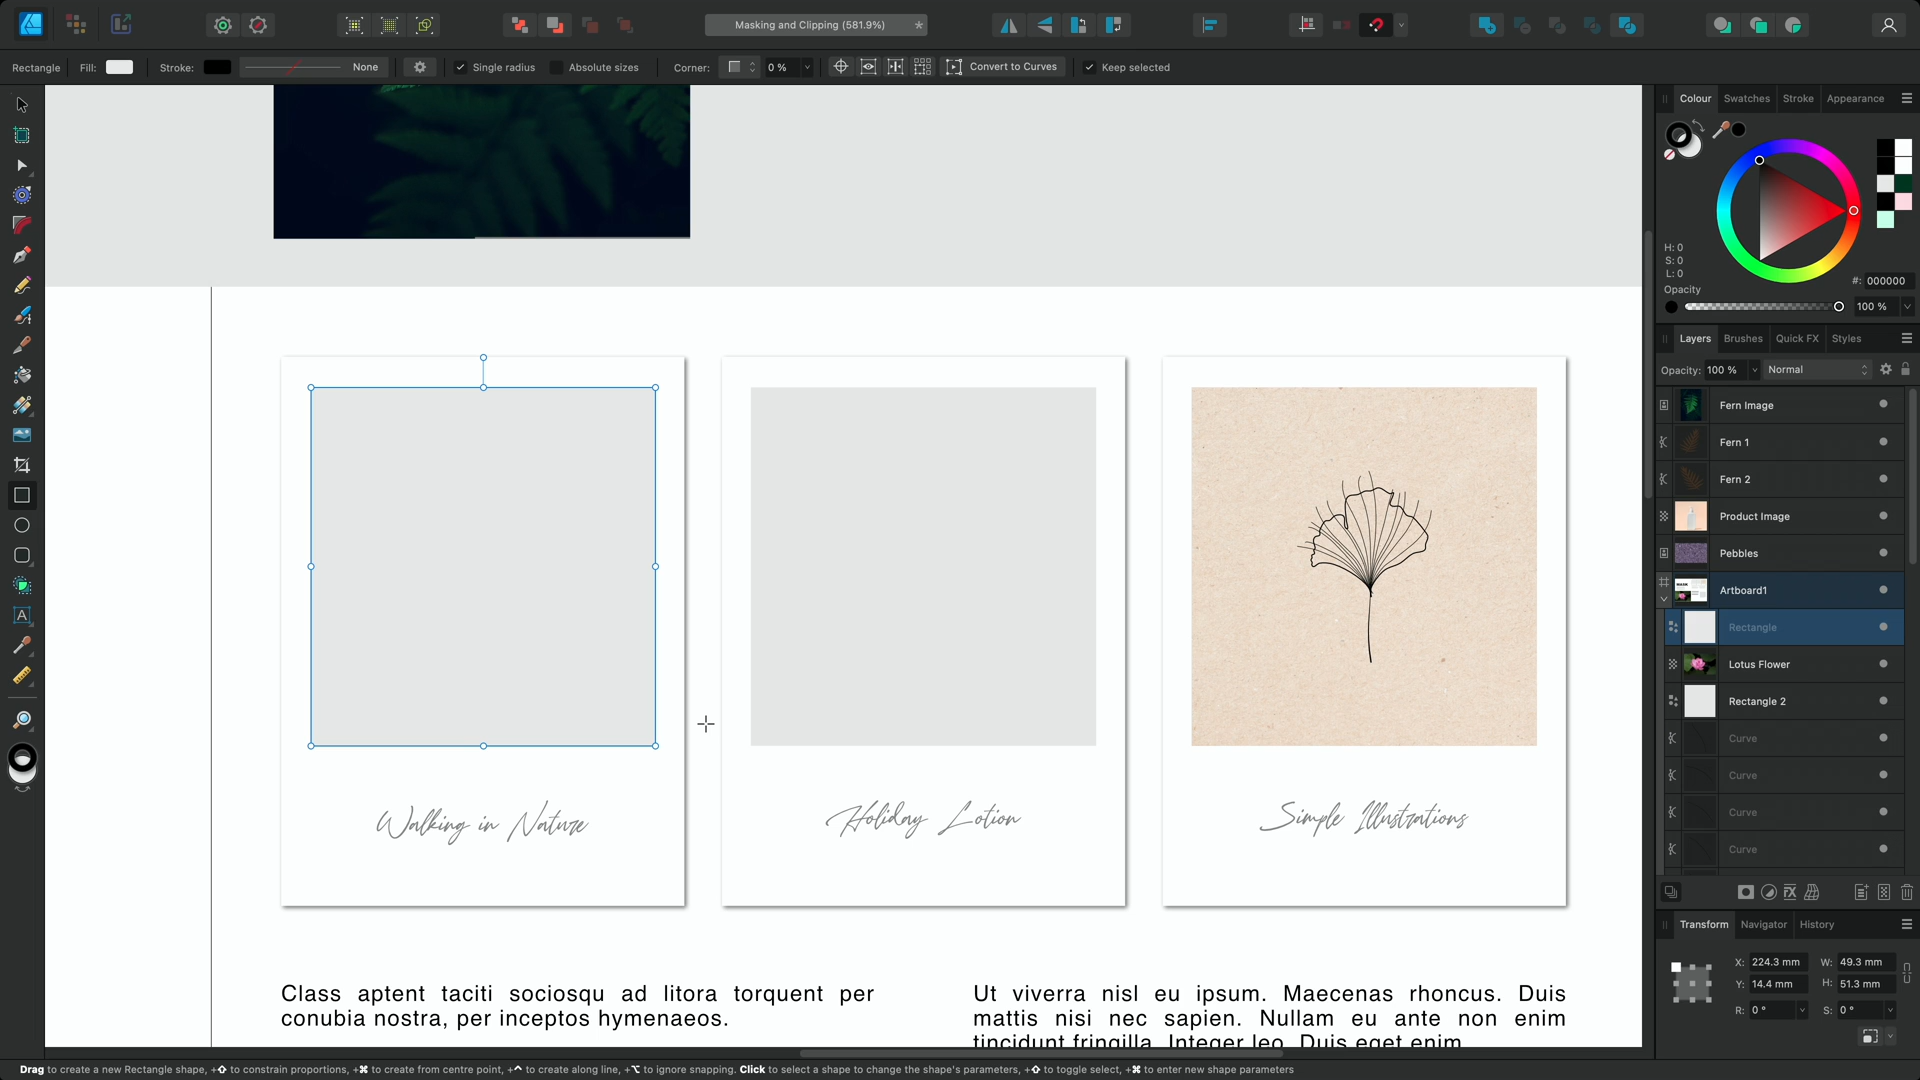 Masking and Clipping (581.9%)
*
Rectangle
Fill:
Stroke:
None
Single radius
Absolute sizes
Corner:
0 %
Convert to Curves
Keep selected
Colour
Swatches
Stroke
Appearance
H: 0
S: 0
L: 0
#: 000000
Opacity
100 %
Layers
Brushes
Quick FX
Styles
Opacity: 100 %
Normal
Fern Image
Fern 1
Fern 2
Product Image
Pebbles
Artboard1
Rectangle
Lotus Flower
Rectangle 2
Curve
Curve
Curve
Curve
Walking in Nature
Holiday Lotion
Simple Illustrations
Class aptent taciti sociosqu ad litora torquent per
conubia nostra, per inceptos hymenaeos.
Ut viverra nisl eu ipsum. Maecenas rhoncus. Duis
mattis nisi nec sapien. Nullam eu ante non enim
tincidunt fringilla. Integer leo. Duis eget enim.
Transform
Navigator
History
X: 224.3 mm
W: 49.3 mm
Y: 14.4 mm
H: 51.3 mm
R: 0 °
S: 0 °
Drag to create a new Rectangle shape, +⇧ to constrain proportions, +⌘ to create from centre point, +⌃ to create along line, +⌥ to ignore snapping. Click to select a shape to change the shape's parameters, +⇧ to toggle select, +⌘ to enter new shape parameters